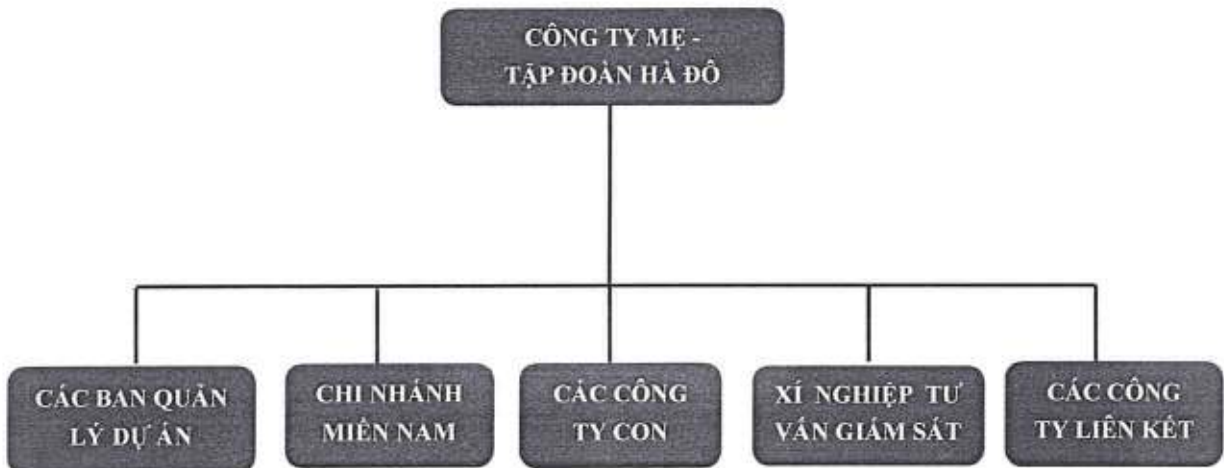 CÔNG TY MẸ -
TẬP ĐOÀN HÀ ĐÔ
CÁC BAN QUẢN
LÝ DỰ ÁN
CHI NHÁNH
MIỀN NAM
CÁC CÔNG
TY CON
XÍ NGHIỆP TƯ
VẤN GIÁM SÁT
CÁC CÔNG
TY LIÊN KẾT